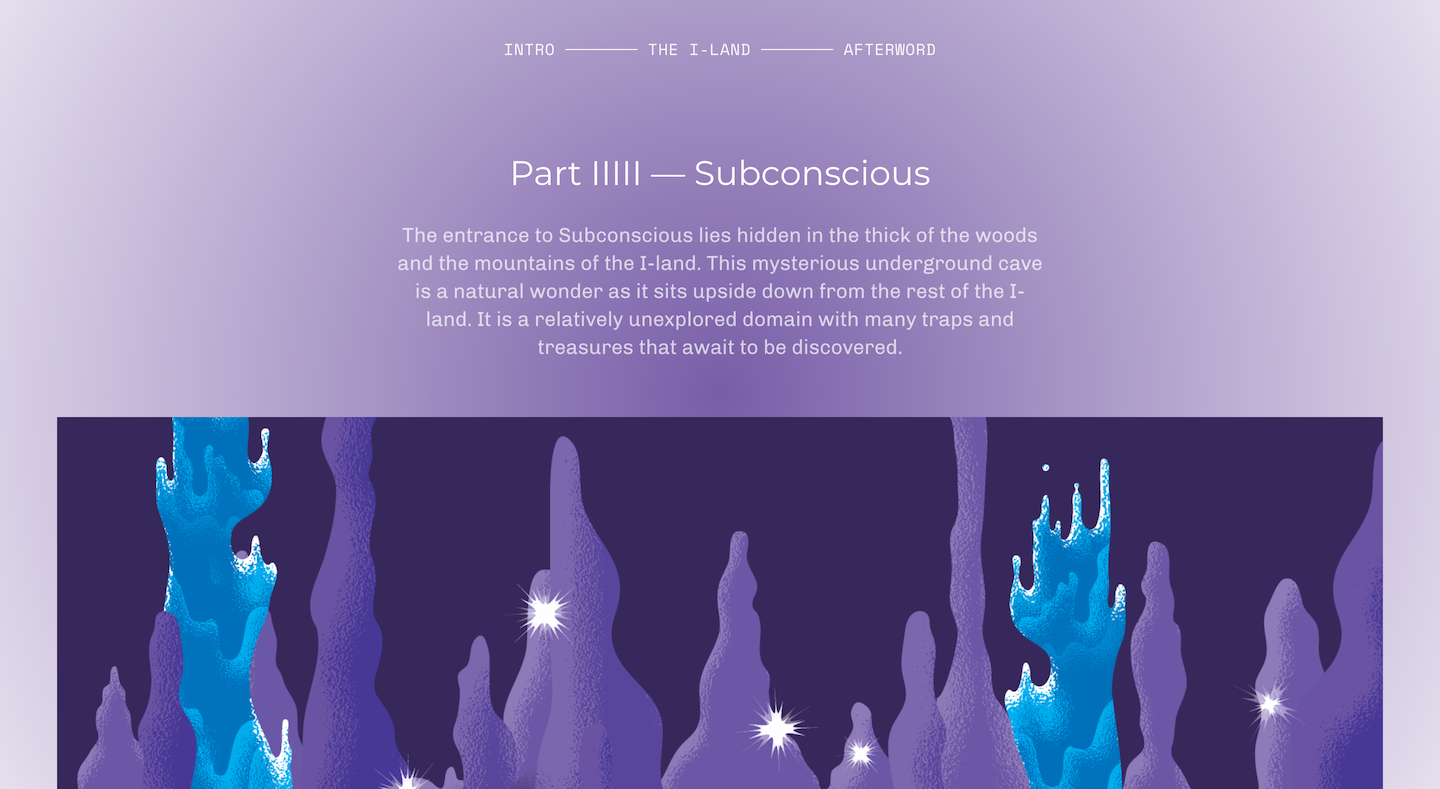 INTRO THE I-LAND AFTERWORD
Part IIIII — Subconscious
The entrance to Subconscious lies hidden in the thick of the woods
and the mountains of the I-land. This mysterious underground cave
is a natural wonder as it sits upside down from the rest of the I-
land. It is a relatively unexplored domain with many traps and
treasures that await to be discovered.